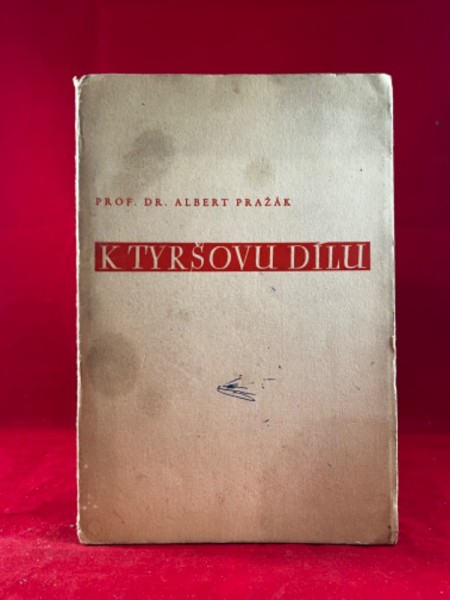 PROF. DR. ALBERT PRAŽÁK
K TYRŠOVU DÍLU